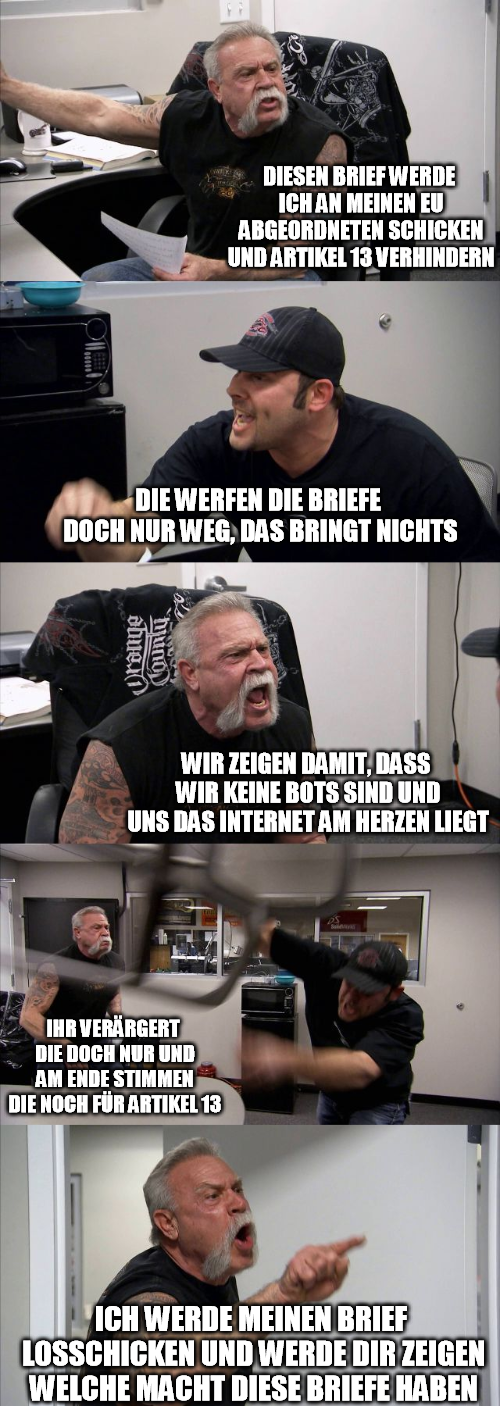 DIESEN BRIEF WERDE
ICH AN MEINEN EU
ABGEORDNETEN SCHICKEN
UND ARTIKEL 13 VERHINDERN
DIE WERFEN DIE BRIEFE
DOCH NUR WEG, DAS BRINGT NICHTS
Orange
County
WIR ZEIGEN DAMIT, DASS
WIR KEINE BOTS SIND UND
UNS DAS INTERNET AM HERZEN LIEGT
IHR VERÄRGERT
DIE DOCH NUR UND
AM ENDE STIMMEN
DIE NOCH FÜR ARTIKEL 13
ICH WERDE MEINEN BRIEF
LOSSCHICKEN UND WERDE DIR ZEIGEN
WELCHE MACHT DIESE BRIEFE HABEN